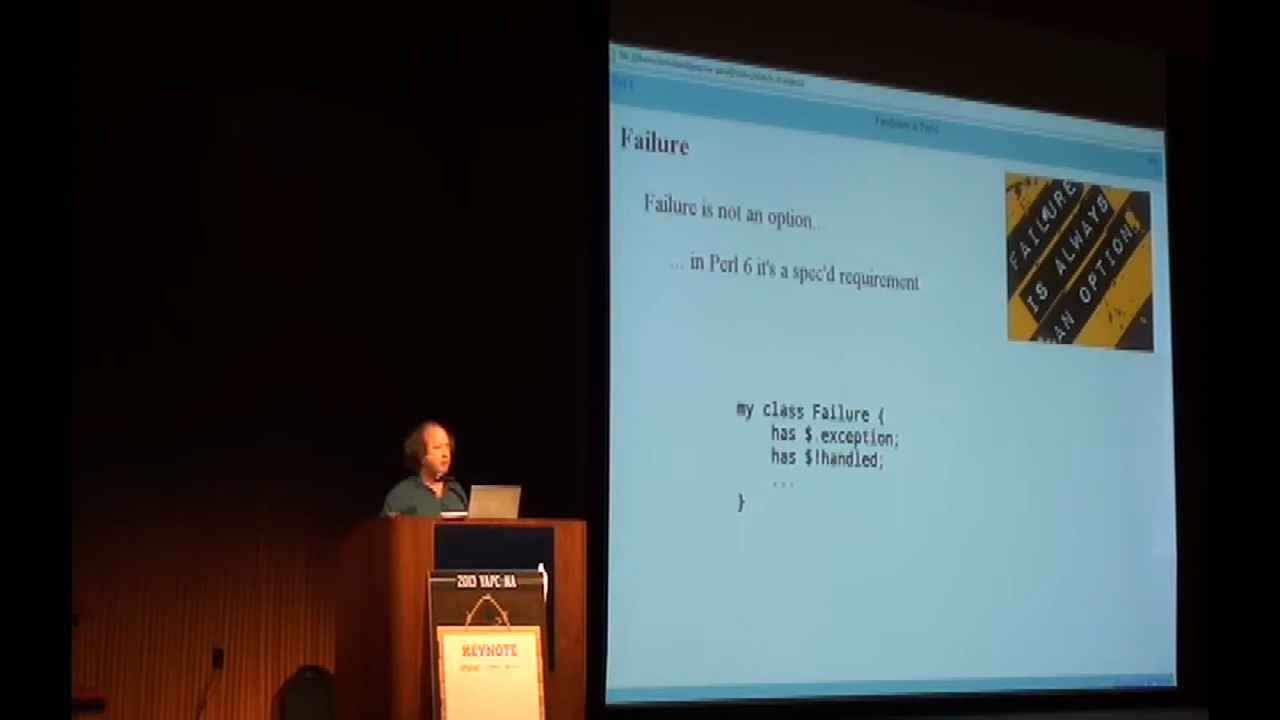 Failure
Failure is not an option...
... in Perl 6 it's a spec'd requirement
FAILURE
IS ALWAYS
AN OPTION!
my class Failure {
has $.exception;
has $!handled;
...
}
2013 YAPC NA
KEYNOTE